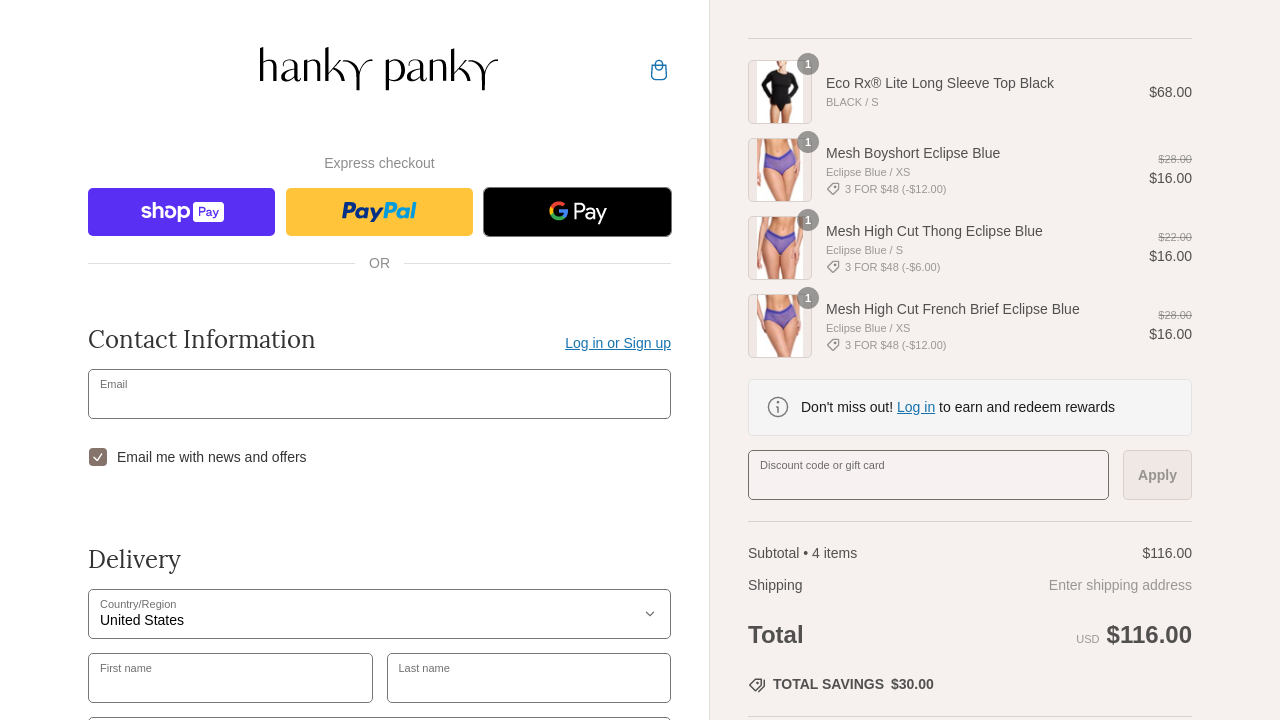 hanky panky
Express checkout
shop Pay
PayPal
G Pay
OR
Contact Information
Log in or Sign up
Email
Email me with news and offers
Delivery
Country/Region
United States
First name
Last name
1
Eco Rx® Lite Long Sleeve Top Black
BLACK / S
$68.00
1
Mesh Boyshort Eclipse Blue
Eclipse Blue / XS
3 FOR $48 (-$12.00)
$28.00
$16.00
1
Mesh High Cut Thong Eclipse Blue
Eclipse Blue / S
3 FOR $48 (-$6.00)
$22.00
$16.00
1
Mesh High Cut French Brief Eclipse Blue
Eclipse Blue / XS
3 FOR $48 (-$12.00)
$28.00
$16.00
Don't miss out! Log in to earn and redeem rewards
Discount code or gift card
Apply
Subtotal • 4 items
$116.00
Shipping
Enter shipping address
Total
USD $116.00
TOTAL SAVINGS $30.00